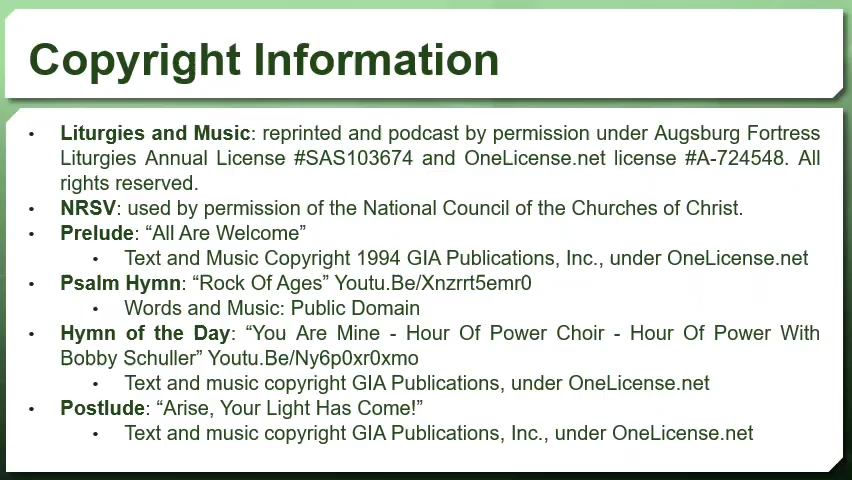 Copyright Information
• Liturgies and Music: reprinted and podcast by permission under Augsburg Fortress
Liturgies Annual License #SAS103674 and OneLicense.net license #A-724548. All
rights reserved.
• NRSV: used by permission of the National Council of the Churches of Christ.
• Prelude: “All Are Welcome”
• Text and Music Copyright 1994 GIA Publications, Inc., under OneLicense.net
• Psalm Hymn: “Rock Of Ages” Youtu.Be/Xnzrrt5emr0
• Words and Music: Public Domain
• Hymn of the Day: “You Are Mine - Hour Of Power Choir - Hour Of Power With
Bobby Schuller” Youtu.Be/Ny6p0xr0xmo
• Text and music copyright GIA Publications, under OneLicense.net
• Postlude: “Arise, Your Light Has Come!”
• Text and music copyright GIA Publications, Inc., under OneLicense.net